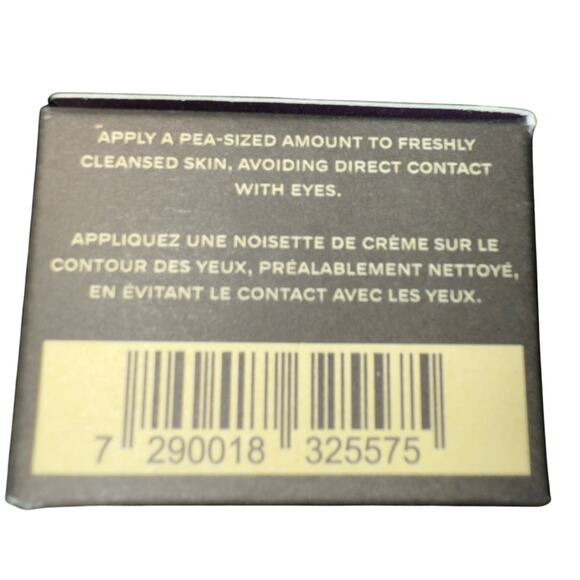 APPLY A PEA-SIZED AMOUNT TO FRESHLY
CLEANSED SKIN, AVOIDING DIRECT CONTACT
WITH EYES.
APPLIQUEZ UNE NOISETTE DE CRÈME SUR LE
CONTOUR DES YEUX, PRÉALABLEMENT NETTOYÉ,
EN ÉVITANT LE CONTACT AVEC LES YEUX.
7 290018 325575